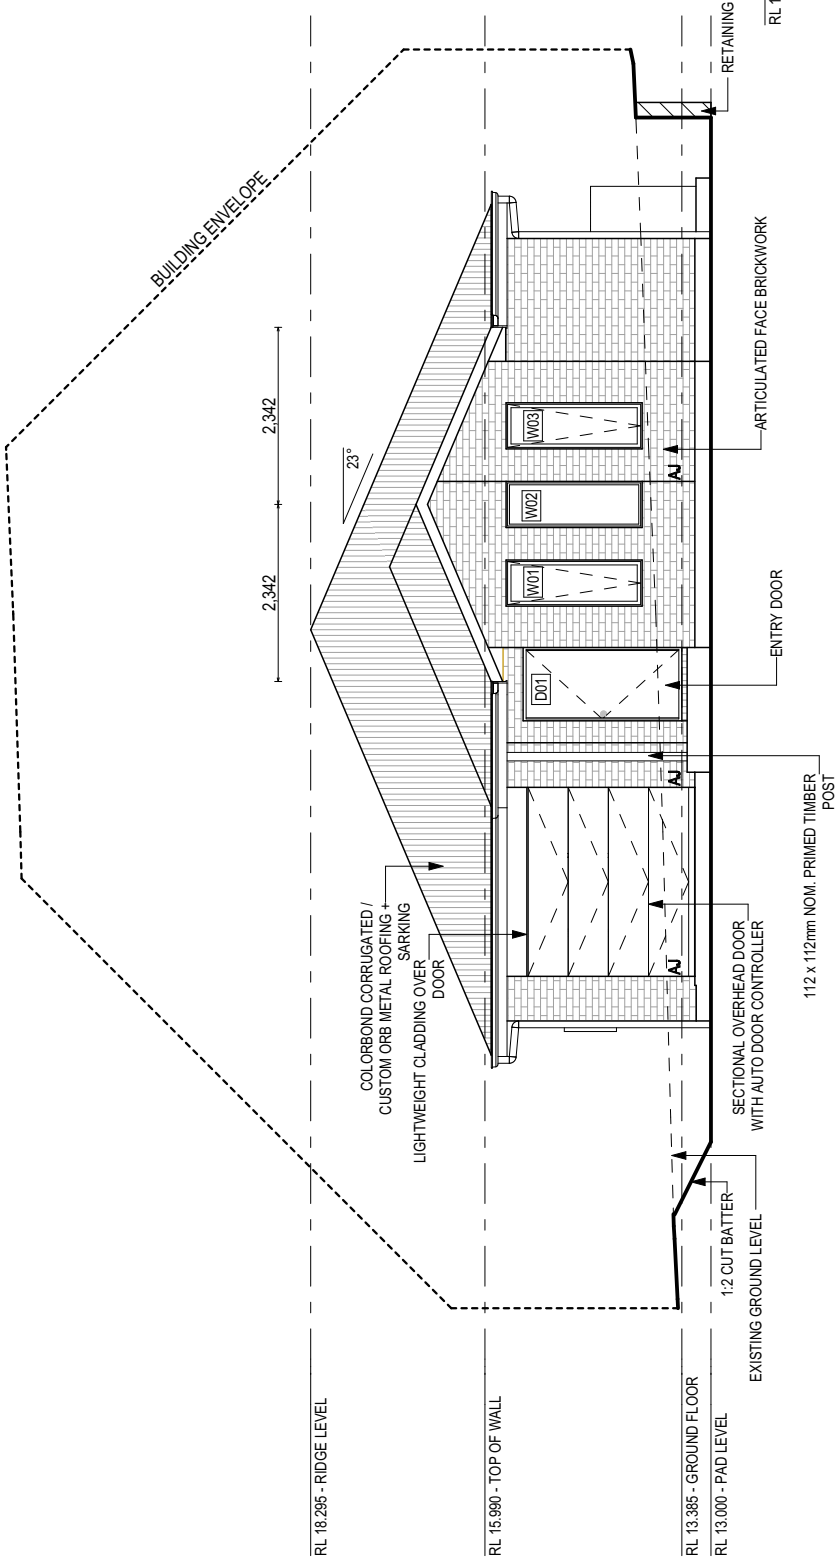 BUILDING ENVELOPE
2,342
2,342
23°
RL 18.295 - RIDGE LEVEL
COLORBOND CORRUGATED /
CUSTOM ORB METAL ROOFING +
SARKING
LIGHTWEIGHT CLADDING OVER
DOOR
RL 15.990 - TOP OF WALL
D01
W01
W02
W03
AJ
AJ
AJ
RL 13.385 - GROUND FLOOR
RL 13.000 - PAD LEVEL
1:2 CUT BATTER
EXISTING GROUND LEVEL
SECTIONAL OVERHEAD DOOR
WITH AUTO DOOR CONTROLLER
112 x 112mm NOM. PRIMED TIMBER
POST
ENTRY DOOR
ARTICULATED FACE BRICKWORK
RETAINING
RL 1